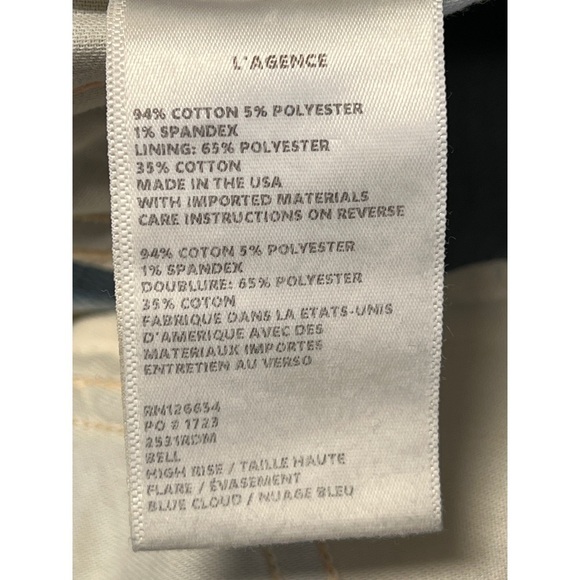 L'AGENCE
94% COTTON 5% POLYESTER
1% SPANDEX
LINING: 65% POLYESTER
35% COTTON
MADE IN THE USA
WITH IMPORTED MATERIALS
CARE INSTRUCTIONS ON REVERSE
94% COTON 5% POLYESTER
1% SPANDEX
DOUBLURE: 65% POLYESTER
35% COTON
FABRIQUE DANS LA ETATS-UNIS
D'AMERIQUE AVEC DES
MATERIAUX IMPORTES
ENTRETIEN AU VERSO
RN126634
PO # 1723
2531RDM
BELL
HIGH RISE / TAILLE HAUTE
FLARE / ÉVASEMENT
BLUE CLOUD / NUAGE BLEU